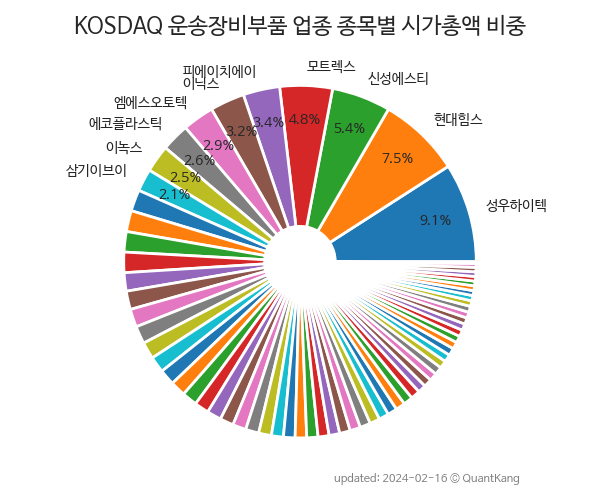 KOSDAQ 운송장비부품 업종 종목별 시가총액 비중
성우하이텍
9.1%
현대힘스
7.5%
신성에스티
5.4%
모트렉스
4.8%
이닉스
3.4%
피에이치에이
3.2%
엠에스오토텍
2.9%
에코플라스틱
2.6%
이녹스
2.5%
삼기이브이
2.1%
updated: 2024-02-16 © QuantKang